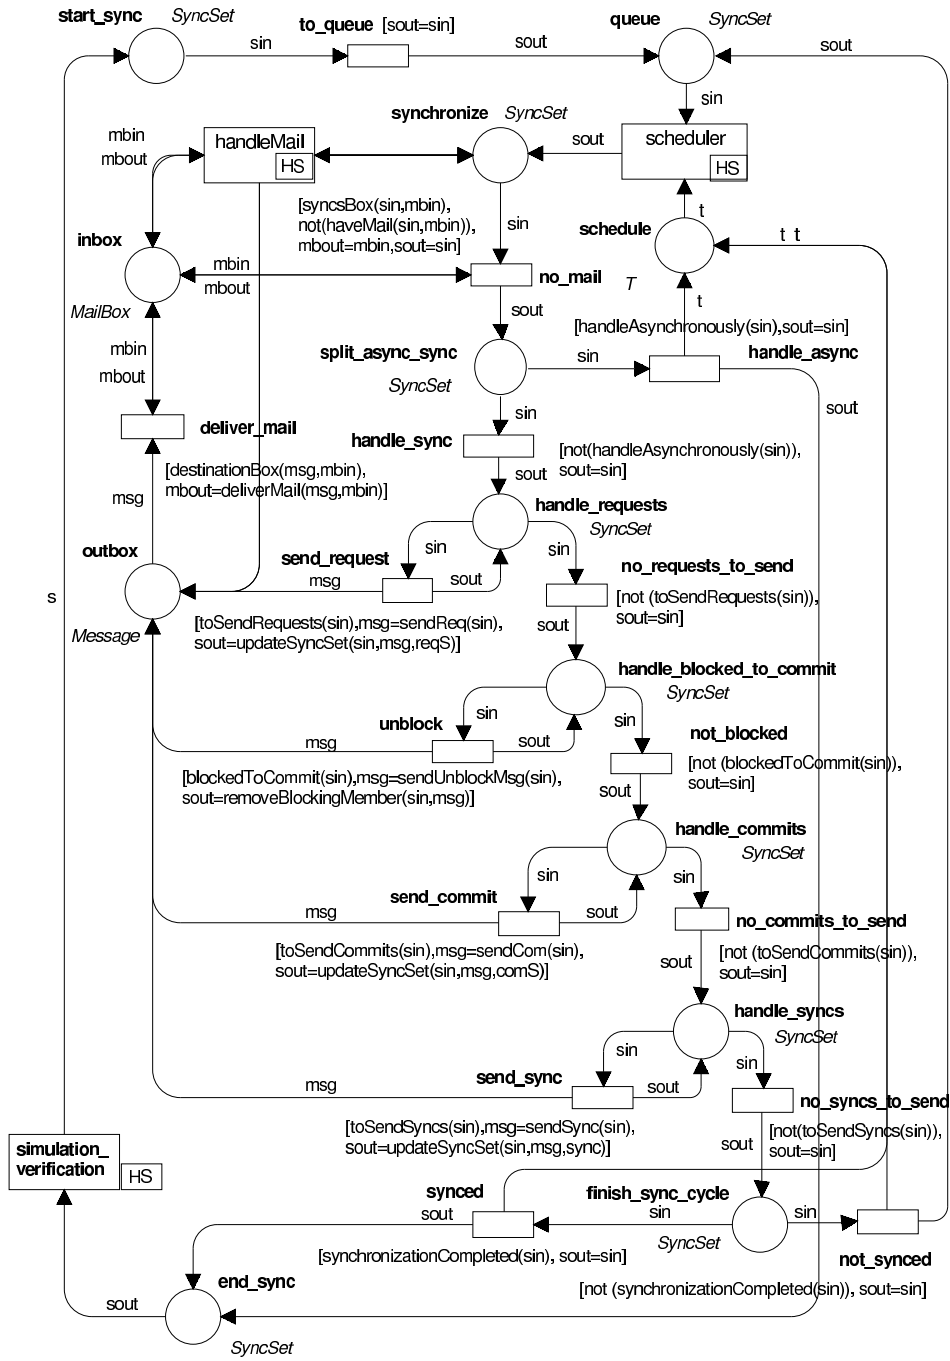 start_sync
SyncSet
to_queue [sout=sin]
queue
SyncSet
sin
sout
sout
sin
synchronize
SyncSet
sout
scheduler
HS
mbin
mbout
handleMail
HS
[syncsBox(sin,mbin),
not(haveMail(sin,mbin)),
mbout=mbin,sout=sin]
sin
t
schedule
t t
inbox
mbin
mbout
no_mail
T
MailBox
sout
t
[handleAsynchronously(sin),sout=sin]
mbin
mbout
split_async_sync
SyncSet
sin
handle_async
sout
sin
deliver_mail
handle_sync
[destinationBox(msg,mbin),
mbout=deliverMail(msg,mbin)]
sout
[not(handleAsynchronously(sin)),
sout=sin]
msg
handle_requests
SyncSet
outbox
send_request
sin
sin
no_requests_to_send
msg
sout
s
Message
[toSendRequests(sin),msg=sendReq(sin),
sout=updateSyncSet(sin,msg,reqS)]
sout
[not (toSendRequests(sin)),
sout=sin]
handle_blocked_to_commit
SyncSet
unblock
sin
sin
not_blocked
msg
sout
[blockedToCommit(sin),msg=sendUnblockMsg(sin),
sout=removeBlockingMember(sin,msg)]
sout
[not (blockedToCommit(sin)),
sout=sin]
handle_commits
SyncSet
send_commit
sin
sin
msg
sout
no_commits_to_send
[toSendCommits(sin),msg=sendCom(sin),
sout=updateSyncSet(sin,msg,comS)]
sout
[not (toSendCommits(sin)),
sout=sin]
handle_syncs
SyncSet
send_sync
sin
sin
msg
sout
no_syncs_to_send
[toSendSyncs(sin),msg=sendSync(sin),
sout=updateSyncSet(sin,msg,sync)]
sout
[not(toSendSyncs(sin)),
sout=sin]
simulation_
verification
HS
synced
finish_sync_cycle
sout
sin
sin
SyncSet
[synchronizationCompleted(sin), sout=sin]
not_synced
end_sync
[not (synchronizationCompleted(sin)), sout=sin]
sout
SyncSet